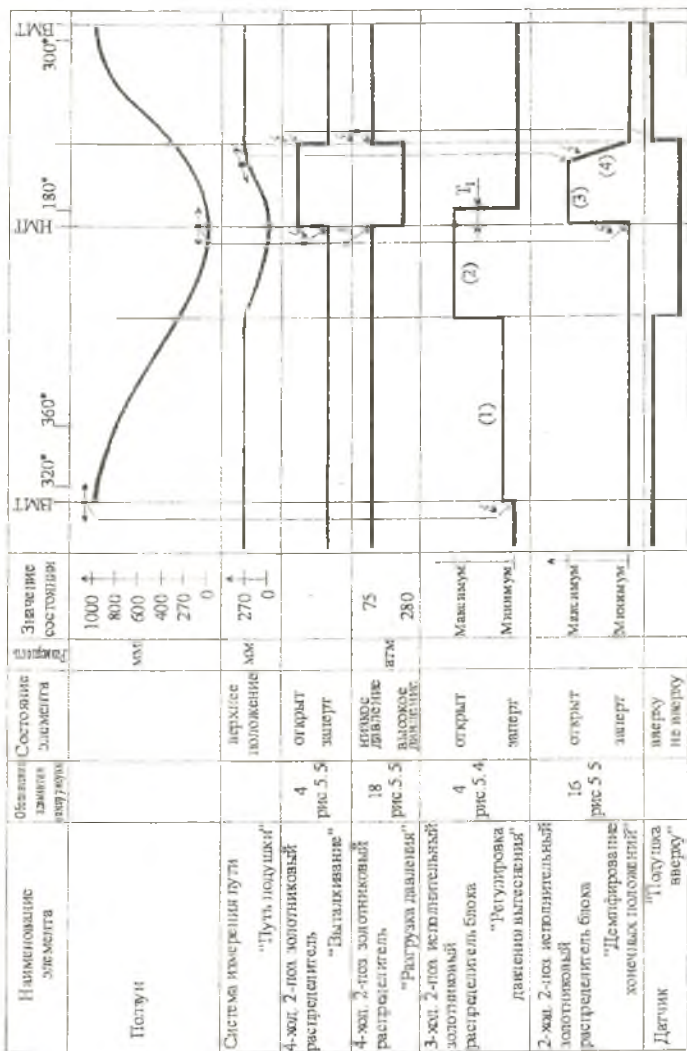 Наименование
элемента
Обозначение
элемента
Состояние
элемента
Размерность
Значение
состояния
ВМТ
320°
360°
НМТ
180°
300°
ВМТ
Ползун
мм
1000
800
600
400
270
0
Система измерения пути
"Путь подушки"
верхнее
положение
мм
270
0
4-ход. 2-поз золотниковый
распределитель
"Выталкивание"
4
рис.5.5
открыт
заперт
4-ход. 2-поз золотниковый
распределитель
"Разгрузка давления"
18
рис.5.5
низкое
давление
высокое
давление
атм
75
280
3-ход. 2-поз. исполнительный
золотниковый
распределитель блока
"Регулировка
давления вытеснения"
4
рис.5.4
открыт
заперт
Максимум
Минимум
(1)
(2)
T₁
2-ход. 2-поз исполнительный
золотниковый
распределитель блока
"Демпфирование
конечных положений"
16
рис 5 5
открыт
заперт
Максимум
Минимум
(3)
(4)
Датчик
"Подушка
вверху"
вверху
не вверху